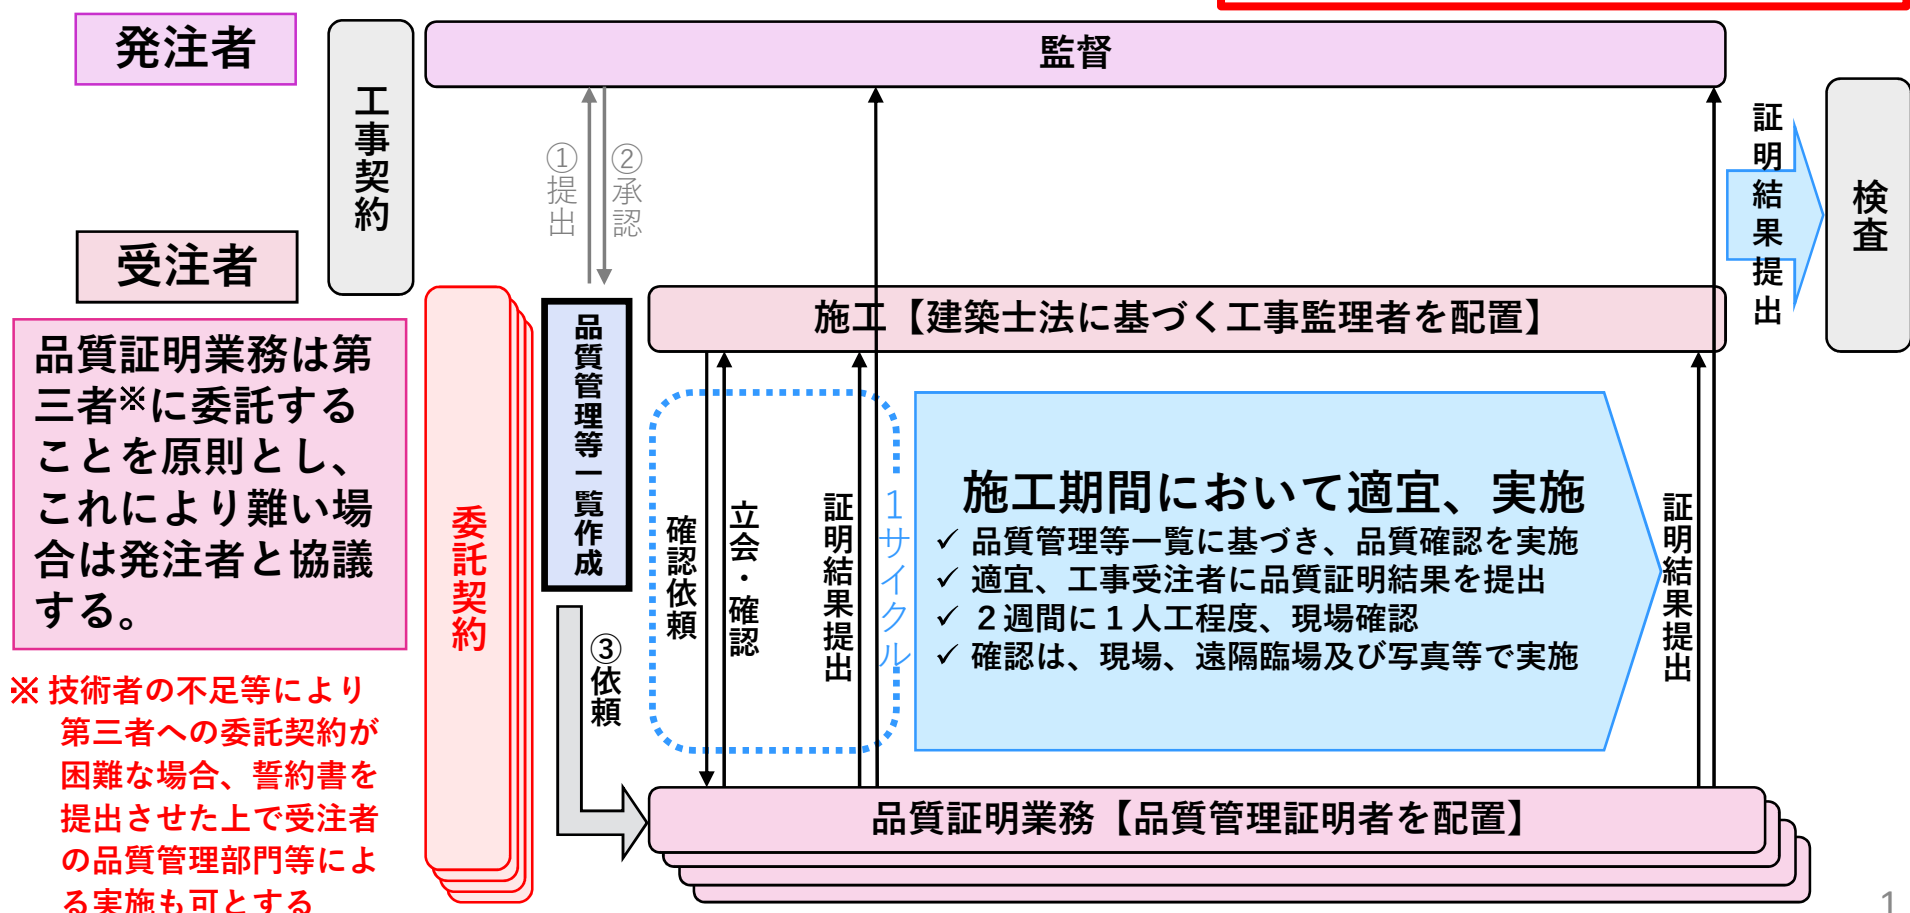 発注者
工事契約
監督
①提出
②承認
証明結果提出
検査
受注者
施工【建築士法に基づく工事監理者を配置】
品質証明業務は第
三者※に委託する
ことを原則とし、
これにより難い場
合は発注者と協議
する。
※ 技術者の不足等により
第三者への委託契約が
困難な場合、誓約書を
提出させた上で受注者
の品質管理部門等によ
る実施も可とする
委託契約
品質管理等一覧作成
③依頼
確認依頼
立会・確認
証明結果提出
1サイクル
施工期間において適宜、実施
✓ 品質管理等一覧に基づき、品質確認を実施
✓ 適宜、工事受注者に品質証明結果を提出
✓ ２週間に１人工程度、現場確認
✓ 確認は、現場、遠隔臨場及び写真等で実施
証明結果提出
品質証明業務【品質管理証明者を配置】
1